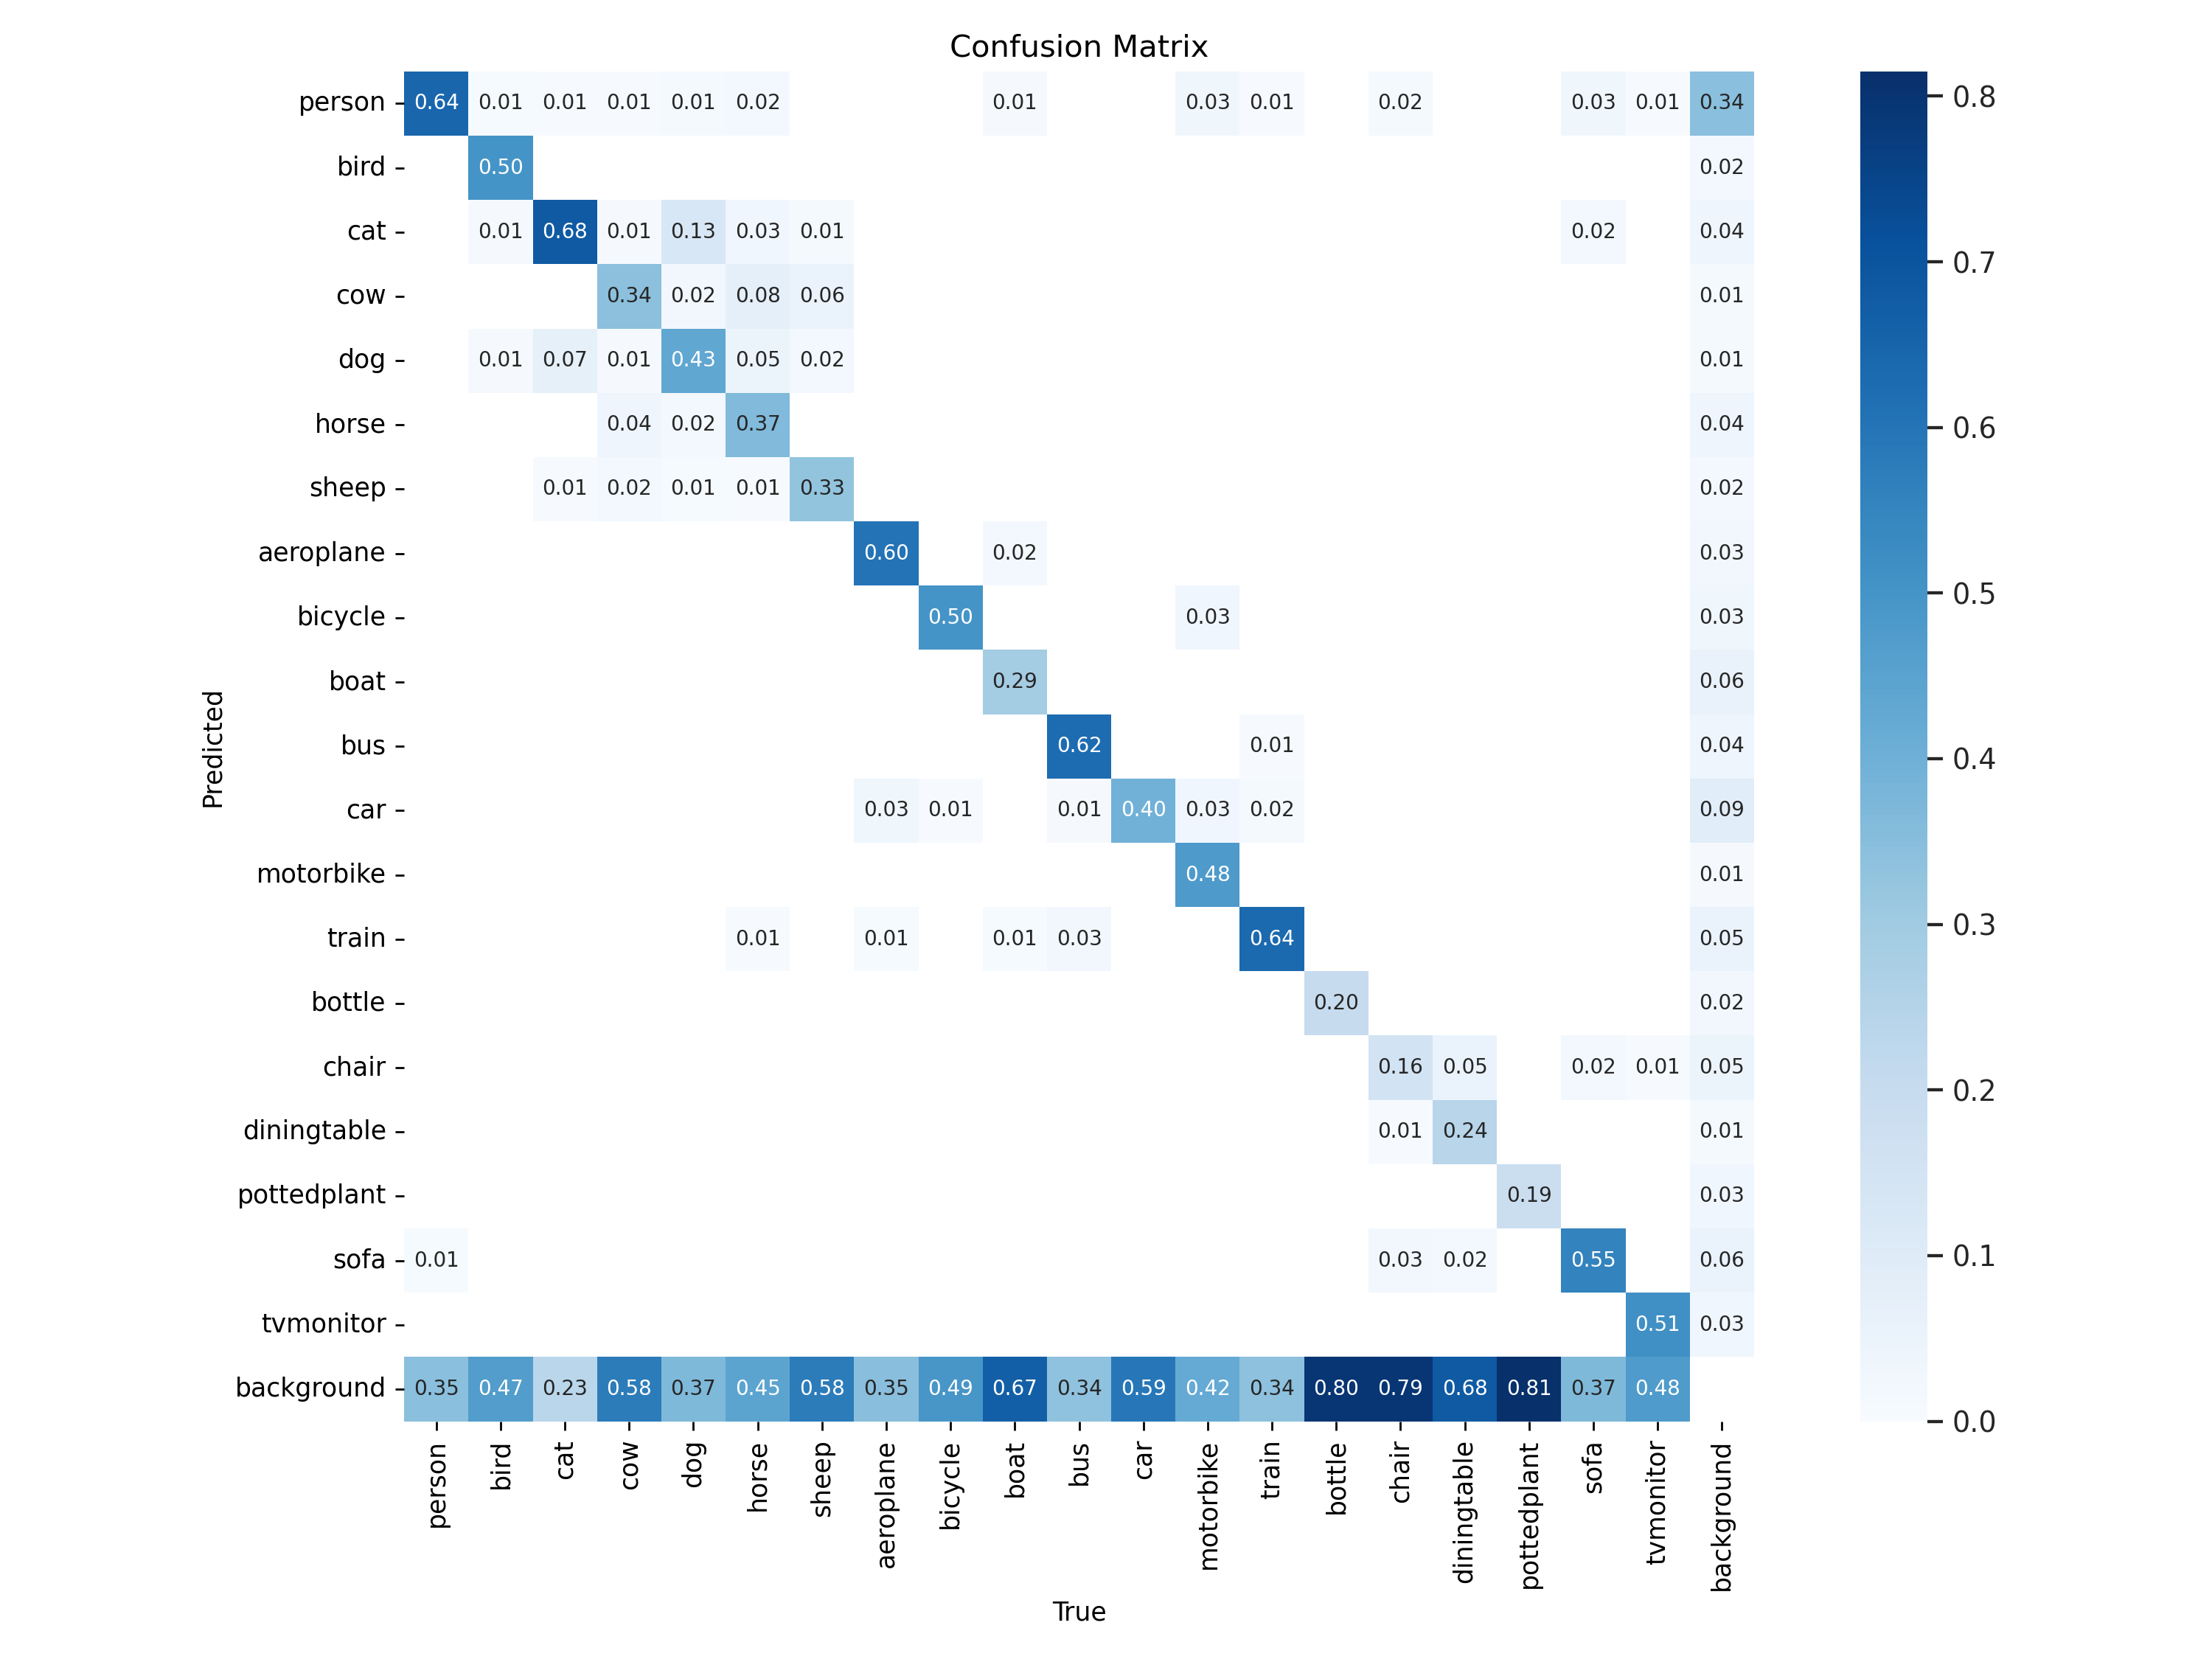 Confusion Matrix
person 0.64 0.01 0.01 0.01 0.01 0.02 0.01 0.03 0.01 0.02 0.03 0.01 0.34
bird 0.50 0.02
cat 0.01 0.68 0.01 0.13 0.03 0.01 0.02 0.04
cow 0.34 0.02 0.08 0.06 0.01
dog 0.01 0.07 0.01 0.43 0.05 0.02 0.01
horse 0.04 0.02 0.37 0.04
sheep 0.01 0.02 0.01 0.01 0.33 0.02
aeroplane 0.60 0.02 0.03
bicycle 0.50 0.03 0.03
boat 0.29 0.06
bus 0.62 0.01 0.04
car 0.03 0.01 0.01 0.40 0.03 0.02 0.09
motorbike 0.48 0.01
train 0.01 0.01 0.01 0.03 0.64 0.05
bottle 0.20 0.02
chair 0.16 0.05 0.02 0.01 0.05
diningtable 0.01 0.24 0.01
pottedplant 0.19 0.03
sofa 0.01 0.03 0.02 0.55 0.06
tvmonitor 0.51 0.03
background 0.35 0.47 0.23 0.58 0.37 0.45 0.58 0.35 0.49 0.67 0.34 0.59 0.42 0.34 0.80 0.79 0.68 0.81 0.37 0.48
person bird cat cow dog horse sheep aeroplane bicycle boat bus car motorbike train bottle chair diningtable pottedplant sofa tvmonitor background
True
Predicted
0.8
0.7
0.6
0.5
0.4
0.3
0.2
0.1
0.0